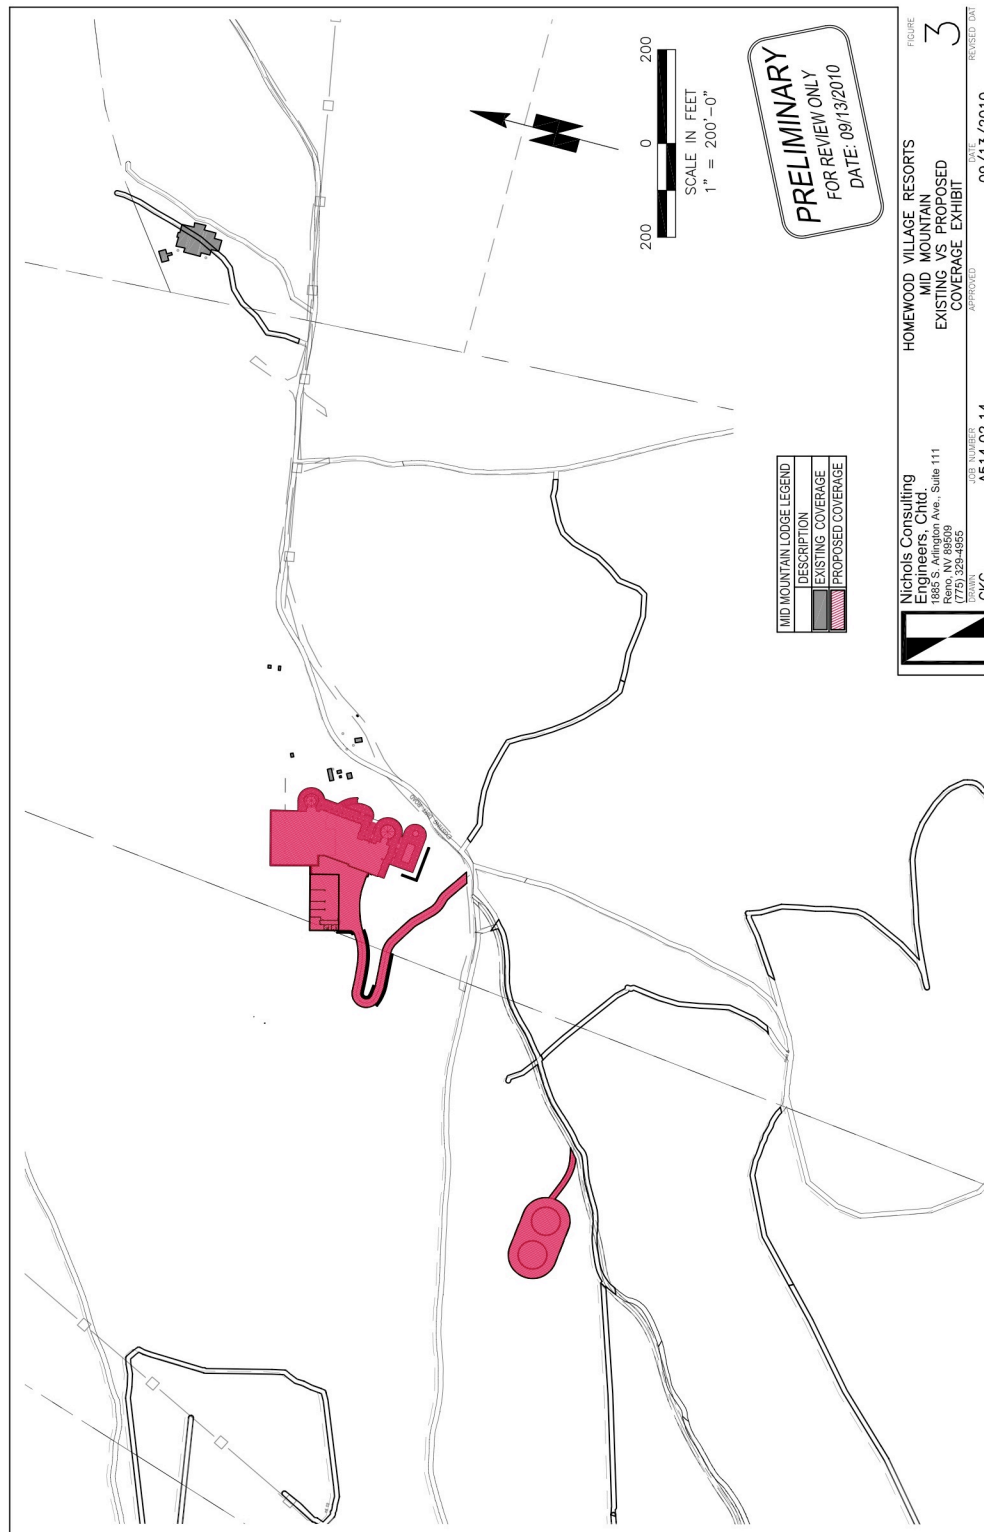 200
0
200
SCALE IN FEET
1" = 200'-0"
PRELIMINARY
FOR REVIEW ONLY
DATE: 09/13/2010
MID MOUNTAIN LODGE LEGEND
DESCRIPTION
EXISTING COVERAGE
PROPOSED COVERAGE
Nichols Consulting
Engineers, Chtd.
1885 S. Arlington Ave., Suite 111
Reno, NV 89509
(775) 329-4955
HOMEWOOD VILLAGE RESORTS
MID MOUNTAIN
EXISTING VS PROPOSED
COVERAGE EXHIBIT
FIGURE
3
DRAWN
JOB NUMBER
APPROVED
DATE
REVISED DAT